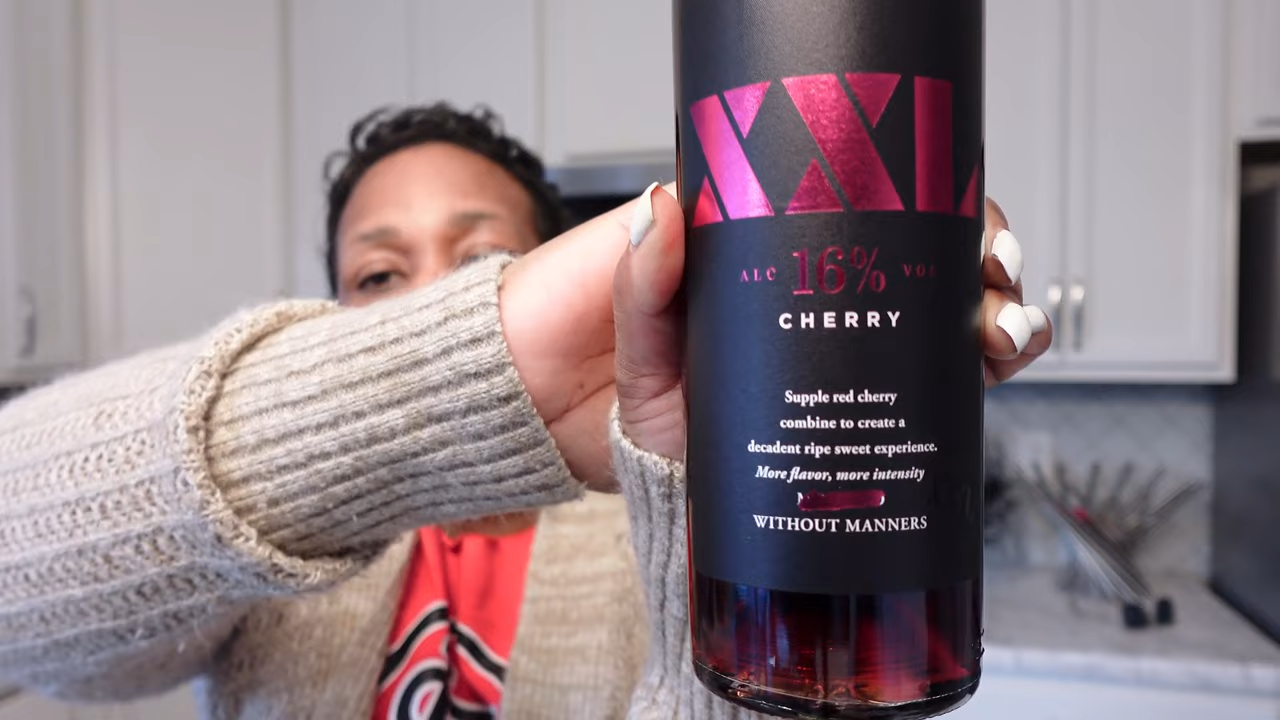 XXL
ALC 16% VOL
CHERRY
Supple red cherry
combine to create a
decadent ripe sweet experience.
More flavor, more intensity
WITHOUT MANNERS